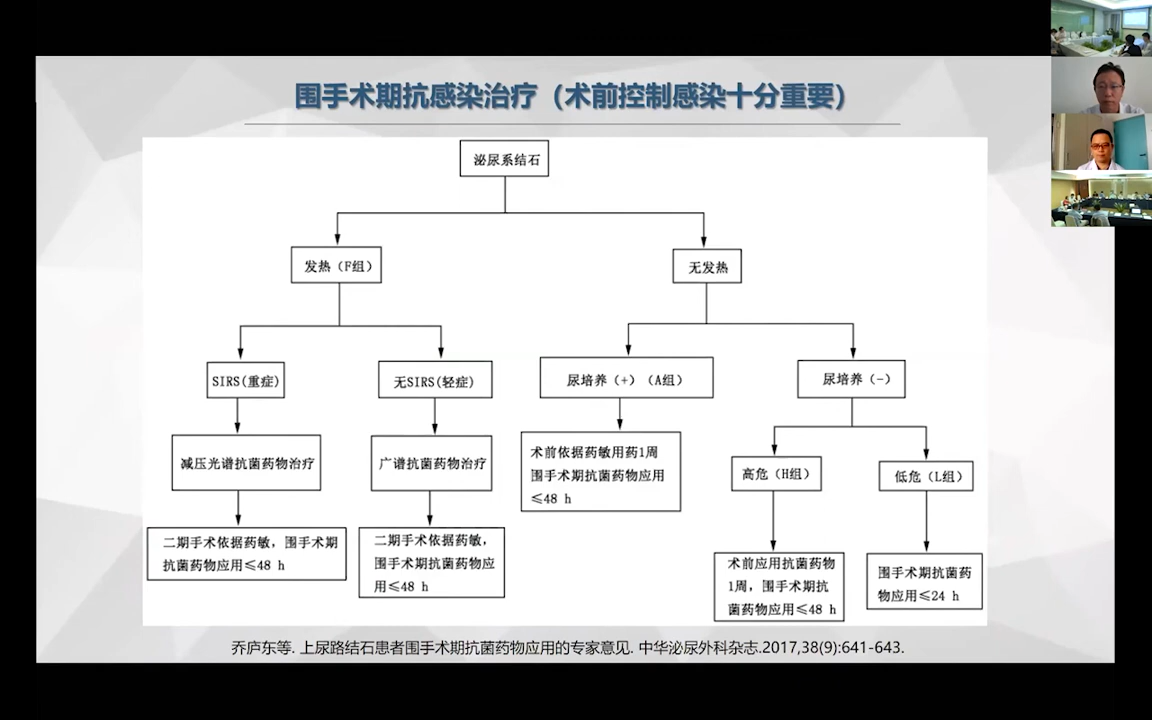 围手术期抗感染治疗（术前控制感染十分重要）
泌尿系结石
发热（F组）
无发热
SIRS(重症)
无SIRS(轻症)
尿培养（+）（A组）
尿培养（-）
减压光谱抗菌药物治疗
广谱抗菌药物治疗
术前依据药敏用药1周
围手术期抗菌药物应用
≤48 h
高危（H组）
低危（L组）
二期手术依据药敏，围手术期
抗菌药物应用≤48 h
二期手术依据药敏，
围手术期抗菌药物应
用≤48 h
术前应用抗菌药物
1周，围手术期抗
菌药物应用≤48 h
围手术期抗菌药
物应用≤24 h
乔庐东等. 上尿路结石患者围手术期抗菌药物应用的专家意见. 中华泌尿外科杂志.2017,38(9):641-643.